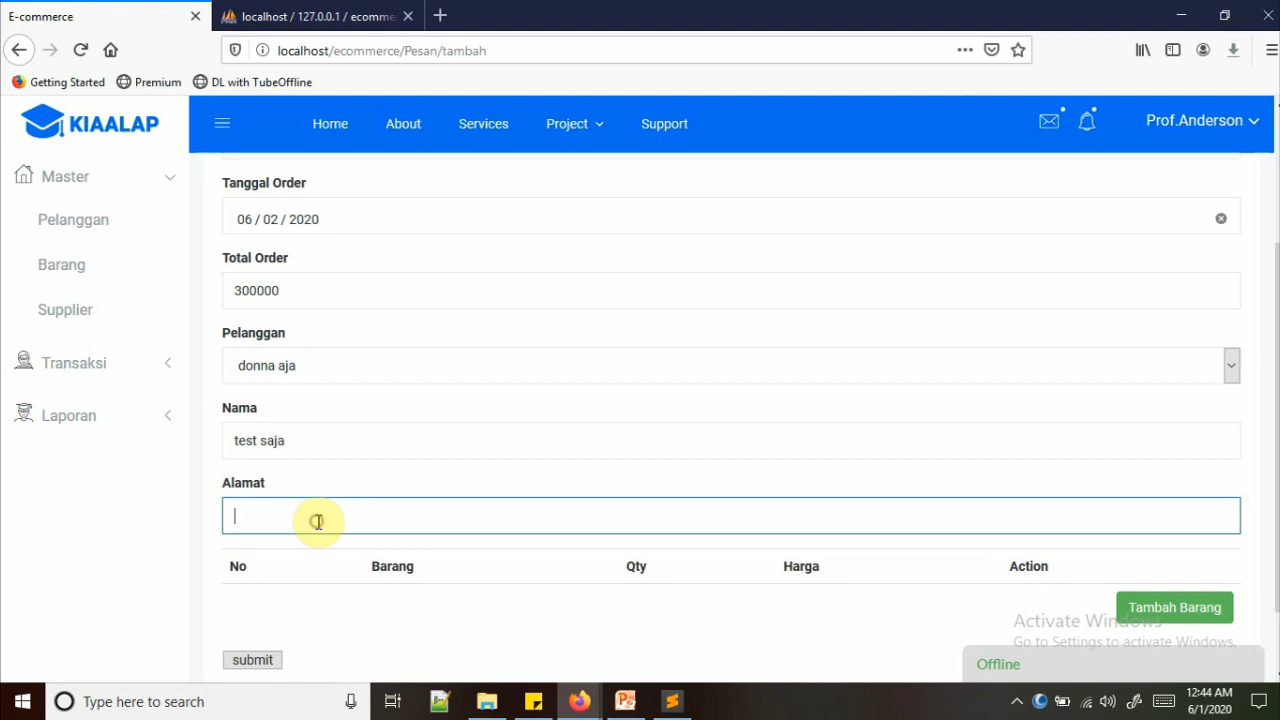 E-commerce
localhost / 127.0.0.1 / ecomme
localhost/ecommerce/Pesan/tambah
Getting Started Premium DL with TubeOffline
KIAALAP
Home About Services Project Support
Prof.Anderson
Master
Pelanggan
Barang
Supplier
Transaksi
Laporan
Tanggal Order
06 / 02 / 2020
Total Order
300000
Pelanggan
donna aja
Nama
test saja
Alamat
No Barang Qty Harga Action
Tambah Barang
submit
Activate Windows
Go to Settings to activate Windows.
Offline
Type here to search
12:44 AM
6/1/2020